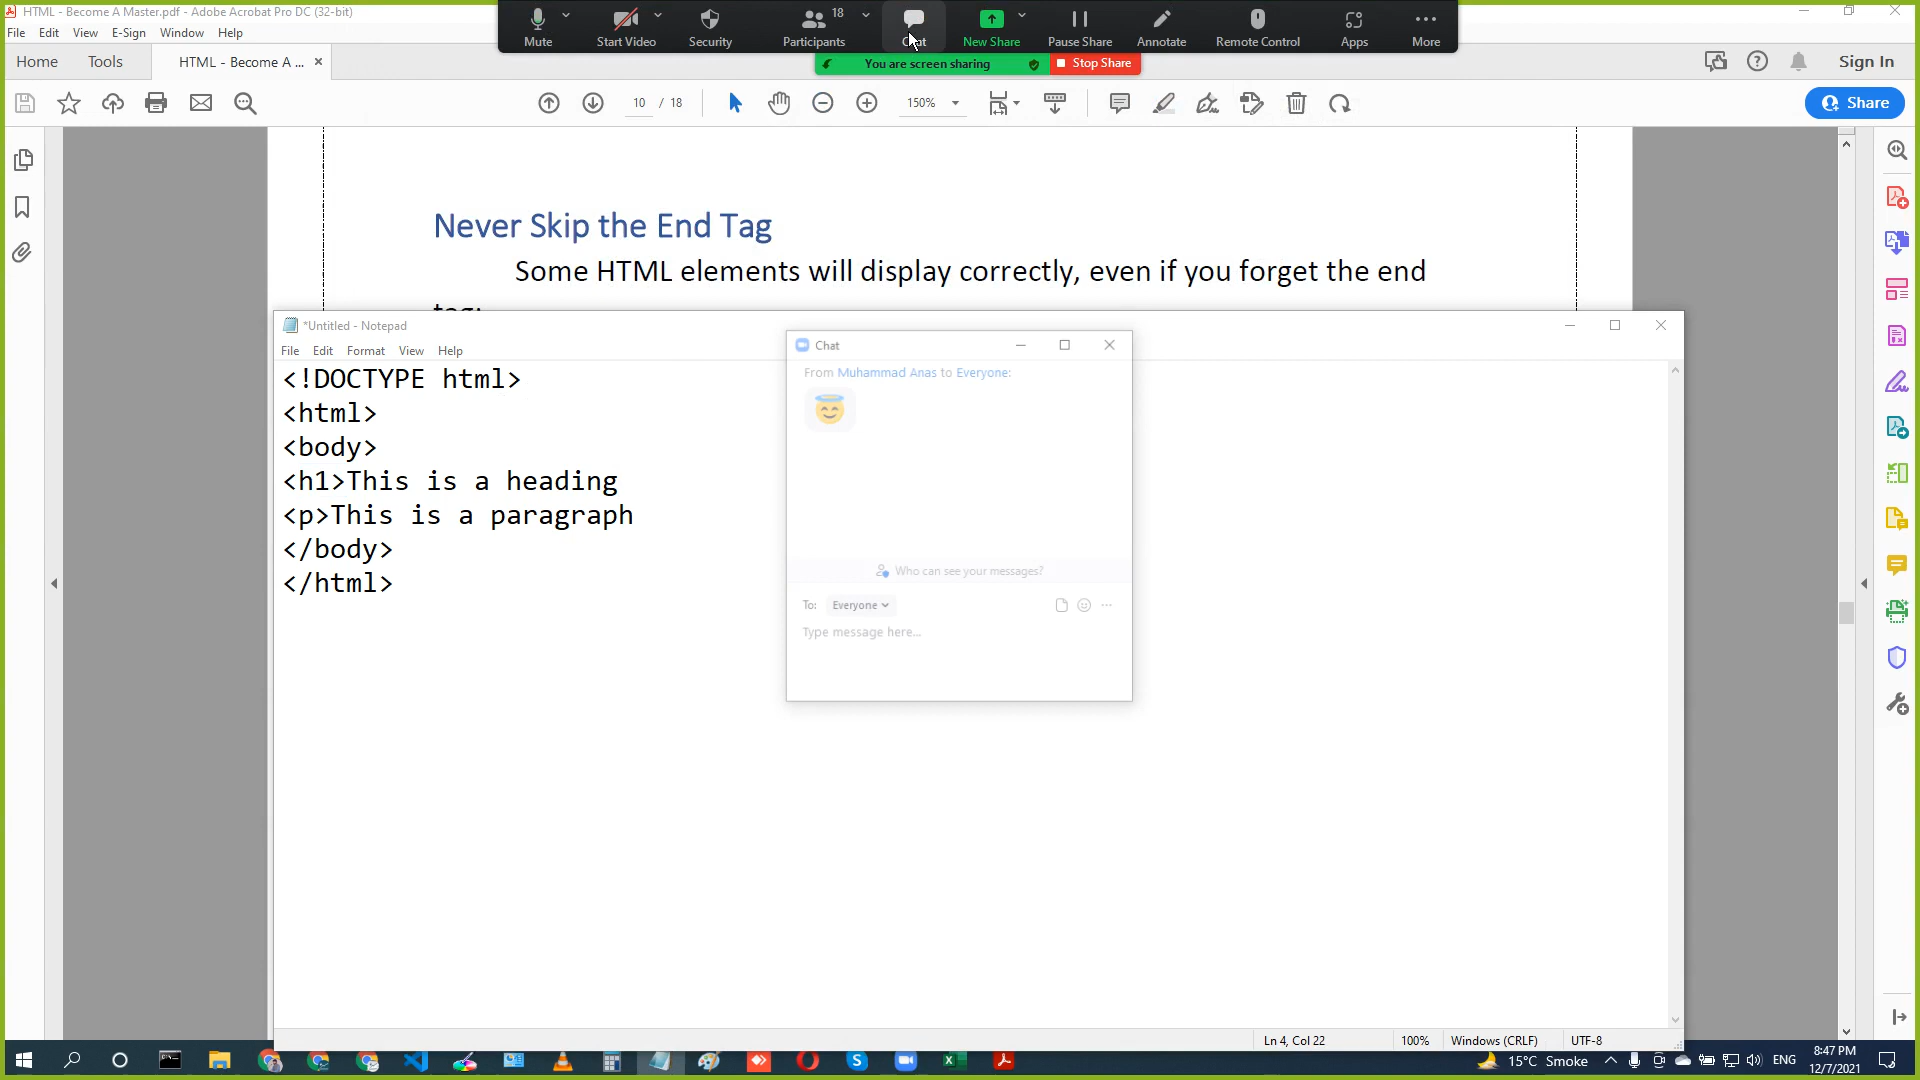 HTML - Become A Master.pdf - Adobe Acrobat Pro DC (32-bit)
File Edit View E-Sign Window Help
Mute
Start Video
Security
Participants 18
New Share
Pause Share
Annotate
Remote Control
Apps
More
You are screen sharing
Stop Share
Home Tools HTML - Become A ...
Sign In
10 / 18
150%
Share
Never Skip the End Tag
Some HTML elements will display correctly, even if you forget the end
tag:
*Untitled - Notepad
File Edit Format View Help
<!DOCTYPE html>
<html>
<body>
<h1>This is a heading
<p>This is a paragraph
</body>
</html>
Chat
From Muhammad Anas to Everyone:
Who can see your messages?
To: Everyone
Type message here...
Ln 4, Col 22 100% Windows (CRLF) UTF-8
15°C Smoke
ENG
8:47 PM
12/7/2021